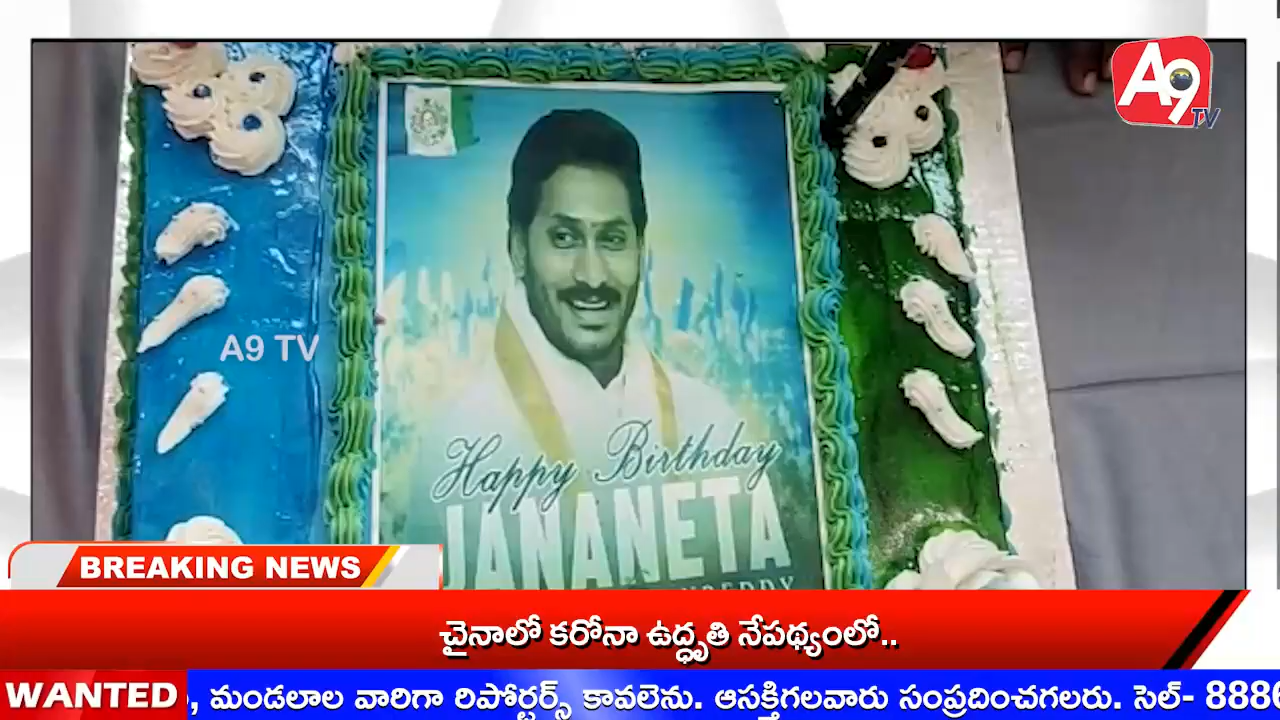 A9
TV
A9 TV
Happy Birthday
JANANETA
BREAKING NEWS
చైనాలో కరోనా ఉద్ధృతి నేపథ్యంలో..
WANTED
, మండలాల వారిగా రిపోర్టర్స్ కావలెను. ఆసక్తిగలవారు సంప్రదించగలరు. సెల్- 8886